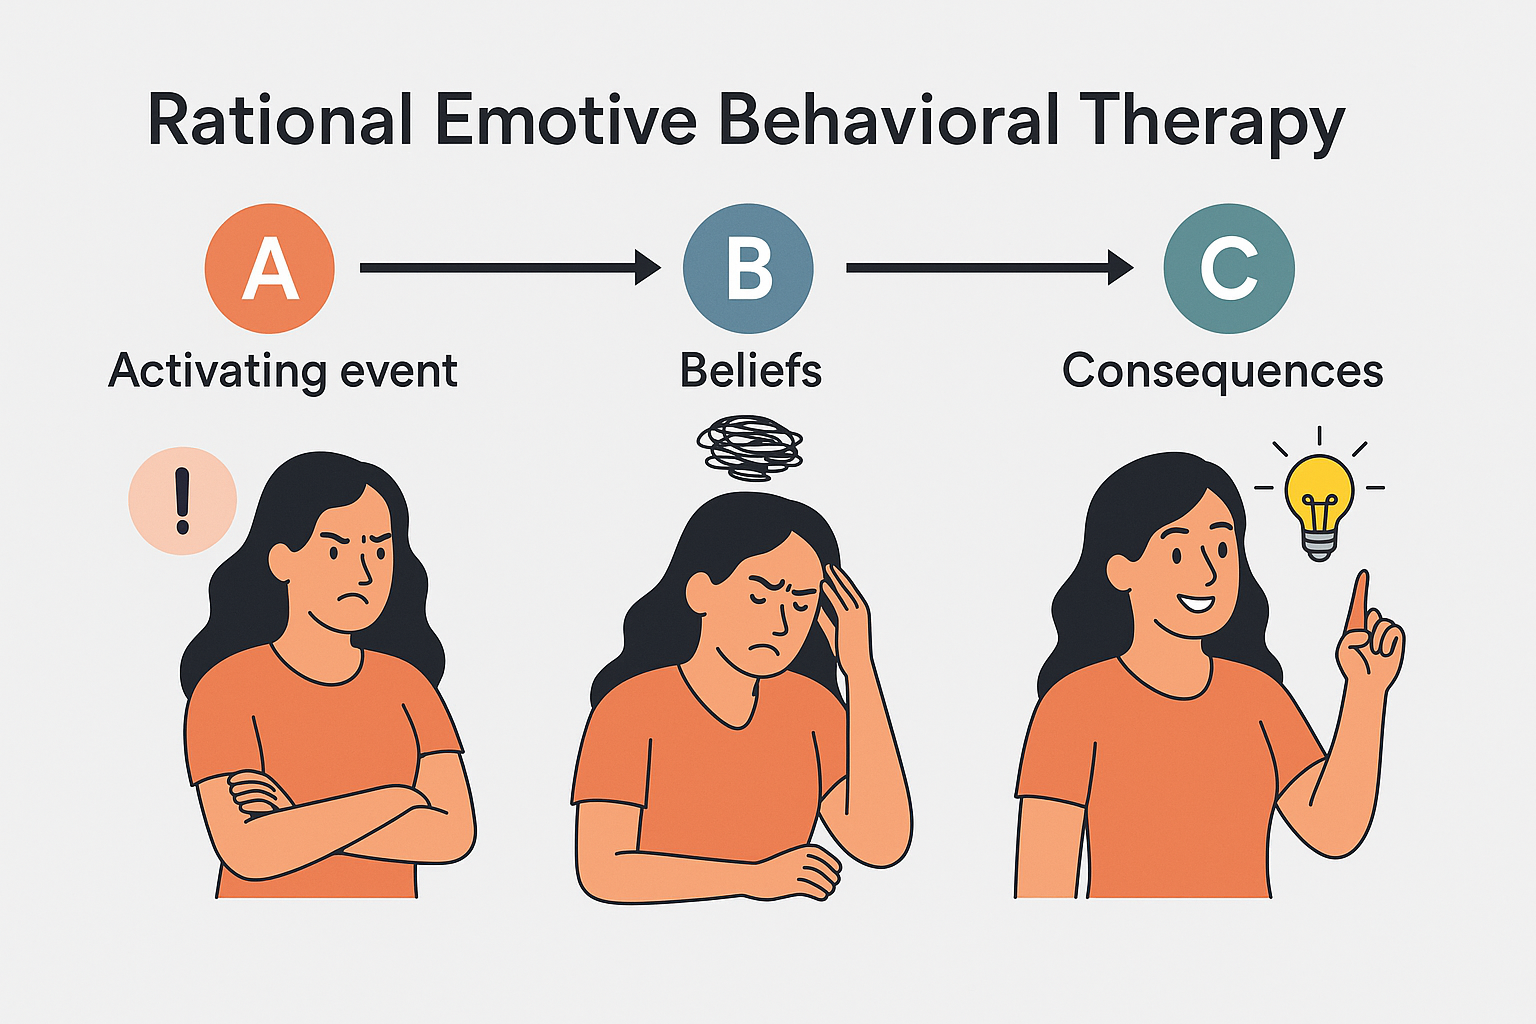 Rational Emotive Behavioral Therapy
A
B
C
Activating event
Beliefs
Consequences
!